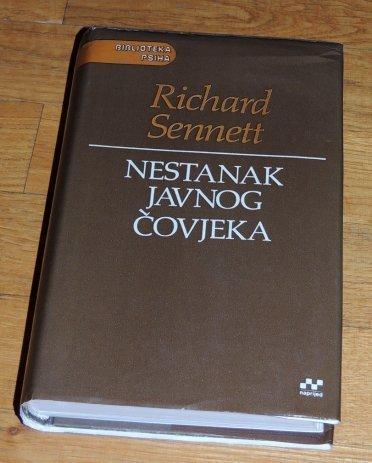 BIBLIOTEKA
PSIHA
Richard
Sennett
NESTANAK
JAVNOG
ČOVJEKA
naprijed